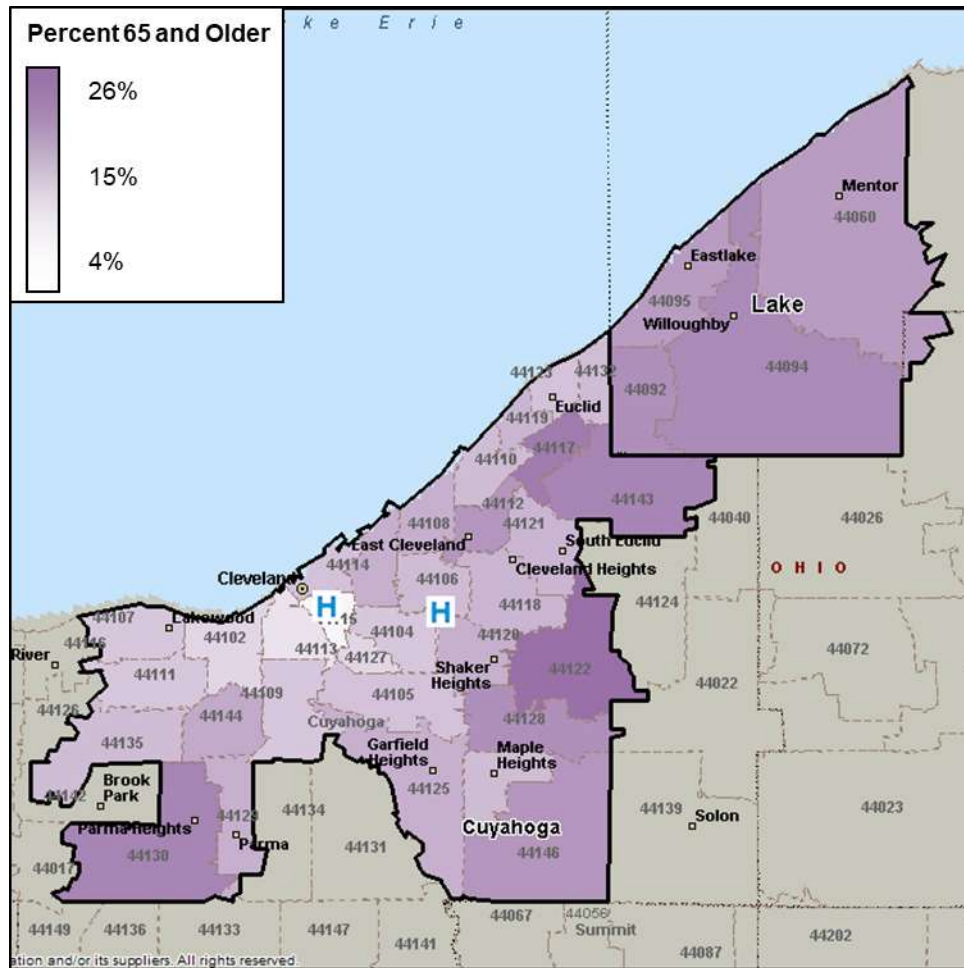 Percent 65 and Older
26%
15%
4%
ke Erie
Mentor
44060
Eastlake
44095
Lake
Willoughby
44094
44092
44123
44132
Euclid
44119
44117
44110
44143
44112
44121
44108
44040
44026
East Cleveland
South Euclid
44114
Cleveland Heights
OHIO
44106
Cleveland
H
H
44124
44118
44107
Lakewood
44102
44104
44113
44120
44116
River
44127
Shaker
Heights
44111
44122
44072
44022
44109
44105
44126
44144
44128
Cuyahoga
44135
Garfield
Heights
Maple
Heights
44125
Brook
Park
44142
44134
44139
44023
Solon
44129
Parma Heights
Parma
44130
44131
Cuyahoga
44146
44017
44067
44056
44149
44136
44133
44147
Summit
44141
44087
44202
ation and/or its suppliers. All rights reserved.